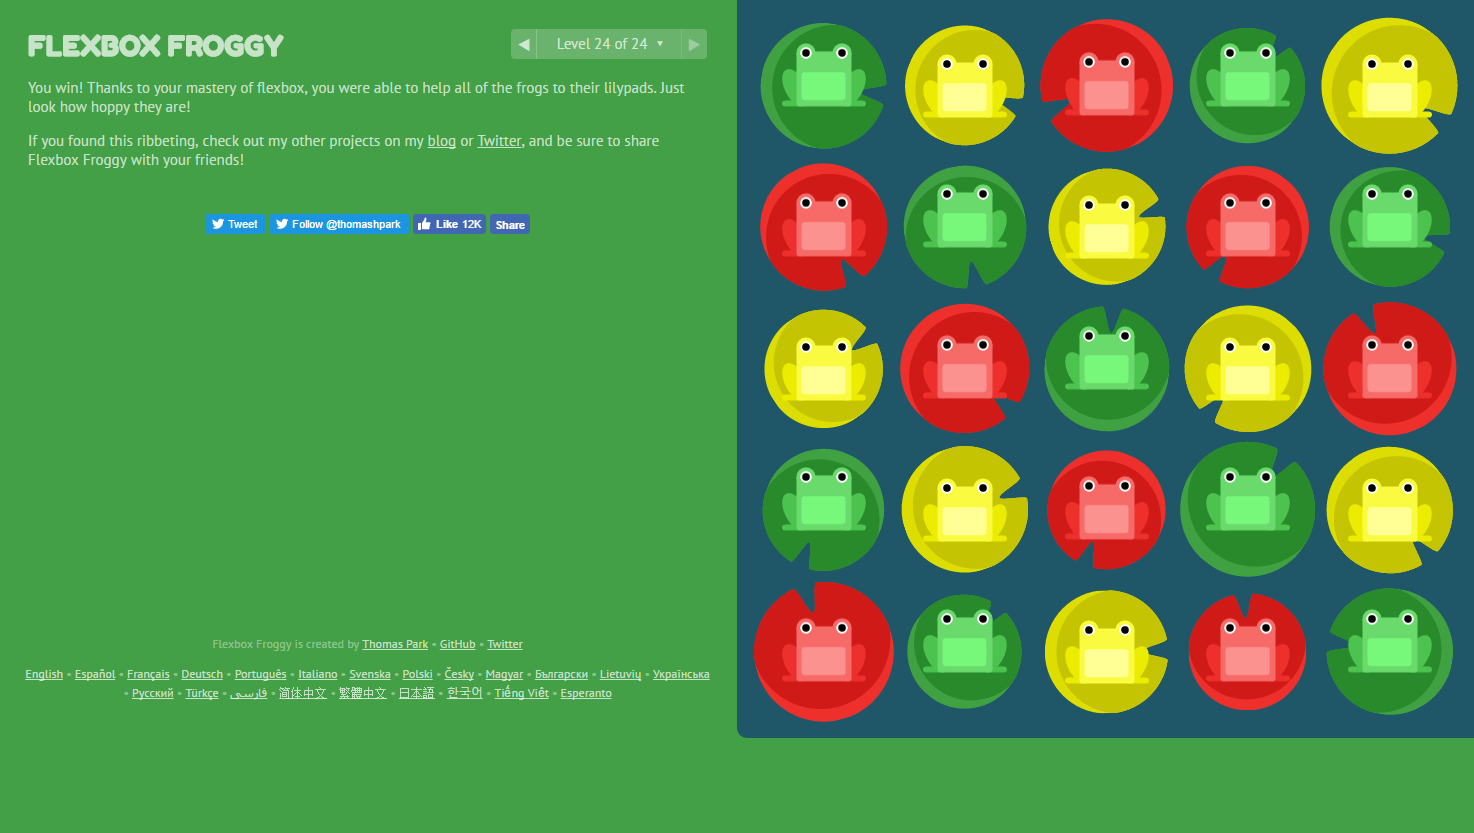 FLEXBOX FROGGY
Level 24 of 24
You win! Thanks to your mastery of flexbox, you were able to help all of the frogs to their lilypads. Just
look how hoppy they are!
If you found this ribbeting, check out my other projects on my blog or Twitter, and be sure to share
Flexbox Froggy with your friends!
Tweet Follow @thomashpark Like 12K Share
Flexbox Froggy is created by Thomas Park • GitHub • Twitter
English • Español • Français • Deutsch • Português • Italiano • Svenska • Polski • Česky • Magyar • Български • Lietuvių • Українська
• Русский • Türkçe • فارسی • 简体中文 • 繁體中文 • 日本語 • 한국어 • Tiếng Việt • Esperanto